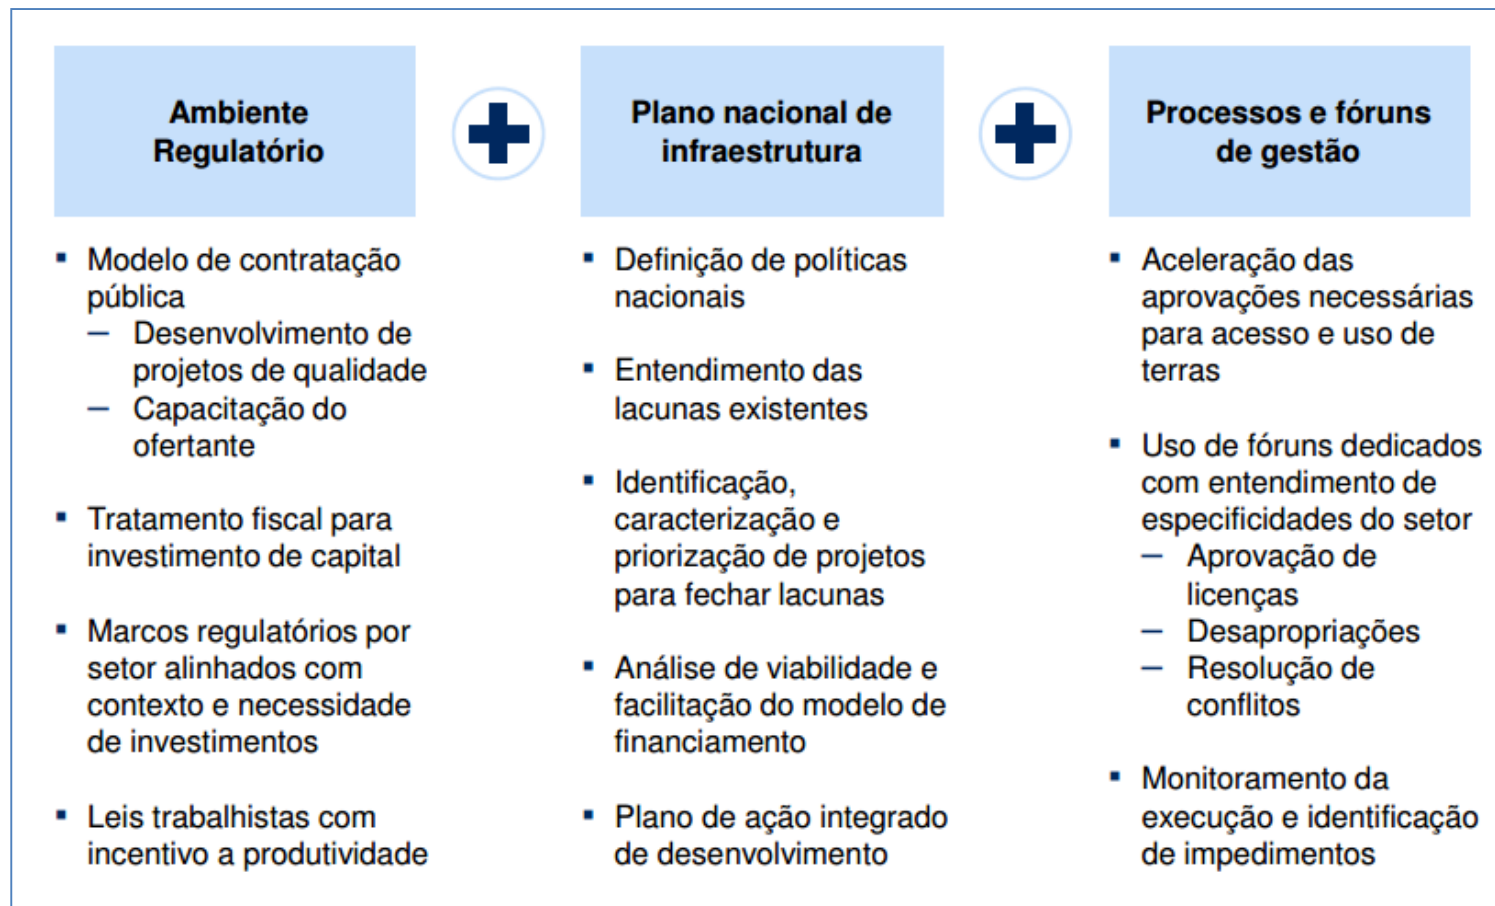 Ambiente
Regulatório
▪ Modelo de contratação
pública
– Desenvolvimento de
projetos de qualidade
– Capacitação do
ofertante
▪ Tratamento fiscal para
investimento de capital
▪ Marcos regulatórios por
setor alinhados com
contexto e necessidade
de investimentos
▪ Leis trabalhistas com
incentivo a produtividade
Plano nacional de
infraestrutura
▪ Definição de políticas
nacionais
▪ Entendimento das
lacunas existentes
▪ Identificação,
caracterização e
priorização de projetos
para fechar lacunas
▪ Análise de viabilidade e
facilitação do modelo de
financiamento
▪ Plano de ação integrado
de desenvolvimento
Processos e fóruns
de gestão
▪ Aceleração das
aprovações necessárias
para acesso e uso de
terras
▪ Uso de fóruns dedicados
com entendimento de
especificidades do setor
– Aprovação de
licenças
– Desapropriações
– Resolução de
conflitos
▪ Monitoramento da
execução e identificação
de impedimentos